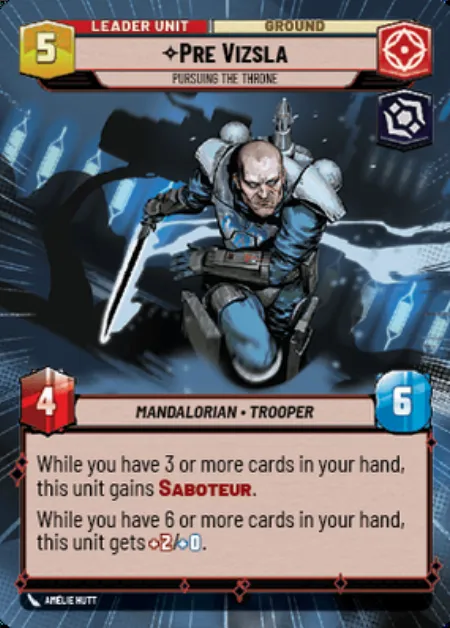 LEADER UNIT
GROUND
5
PRE VIZSLA
PURSUING THE THRONE
4
MANDALORIAN • TROOPER
6
While you have 3 or more cards in your hand,
this unit gains SABOTEUR.
While you have 6 or more cards in your hand,
this unit gets +2/+0.
AMÉLIE HUTT